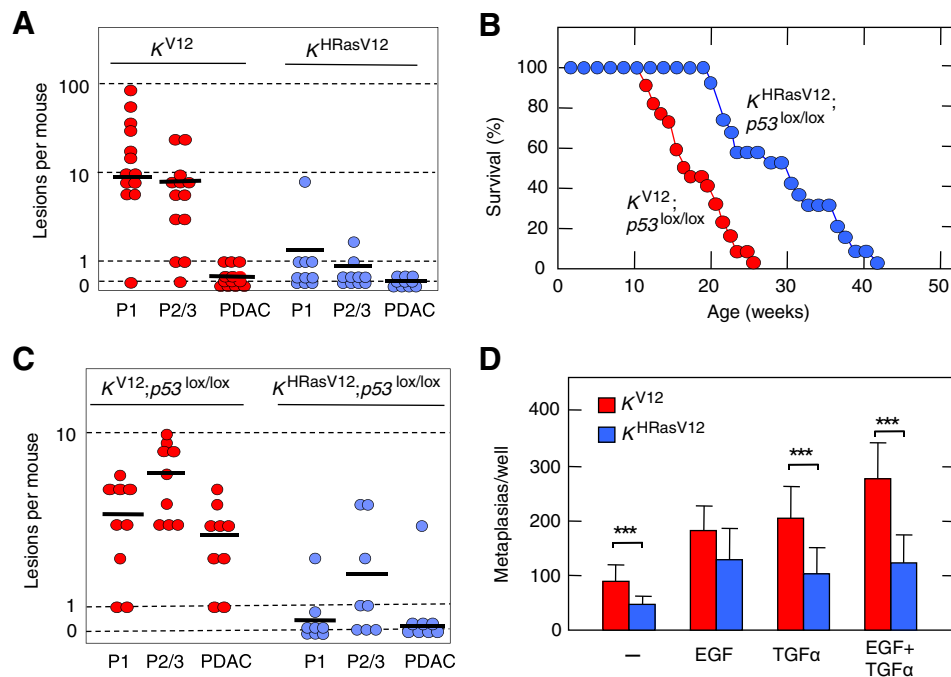 A
K^V12
K^HRasV12
Lesions per mouse
100
10
1
0
P1 P2/3 PDAC P1 P2/3 PDAC
B
Survival (%)
100
80
60
40
20
0
K^HRasV12;
p53^lox/lox
K^V12;
p53^lox/lox
0 10 20 30 40 50
Age (weeks)
C
K^V12;p53^lox/lox
K^HRasV12;p53^lox/lox
Lesions per mouse
10
1
0
P1 P2/3 PDAC P1 P2/3 PDAC
D
Metaplasias/well
400
300
200
100
0
K^V12
K^HRasV12
***
***
***
– EGF TGFα EGF+
TGFα